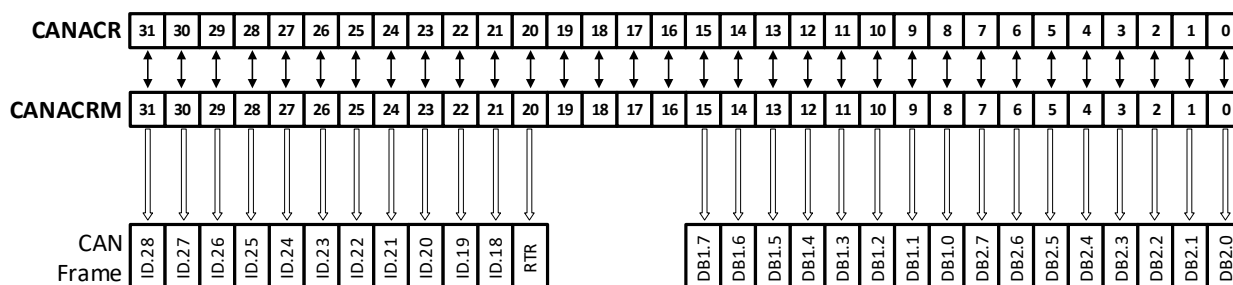 CANACR 31 30 29 28 27 26 25 24 23 22 21 20 19 18 17 16 15 14 13 12 11 10 9 8 7 6 5 4 3 2 1 0
CANACRM 31 30 29 28 27 26 25 24 23 22 21 20 19 18 17 16 15 14 13 12 11 10 9 8 7 6 5 4 3 2 1 0
CAN
Frame
ID.28 ID.27 ID.26 ID.25 ID.24 ID.23 ID.22 ID.21 ID.20 ID.19 ID.18 RTR DB1.7 DB1.6 DB1.5 DB1.4 DB1.3 DB1.2 DB1.1 DB1.0 DB2.7 DB2.6 DB2.5 DB2.4 DB2.3 DB2.2 DB2.1 DB2.0